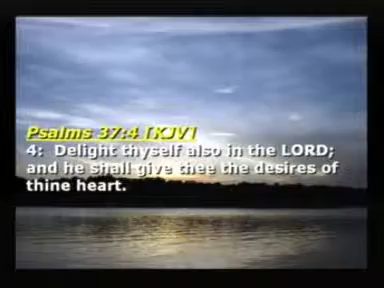 Psalms 37:4 [KJV]
4: Delight thyself also in the LORD;
and he shall give thee the desires of
thine heart.